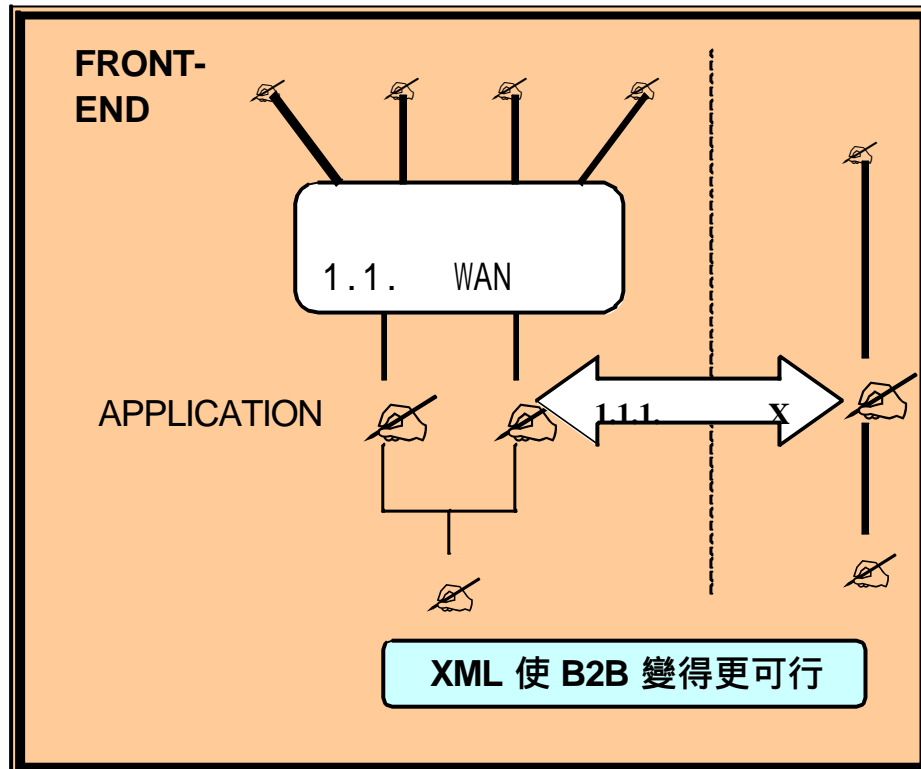 FRONT-
END
1.1. WAN
APPLICATION
1.1.1. X
XML 使 B2B 變得更可行